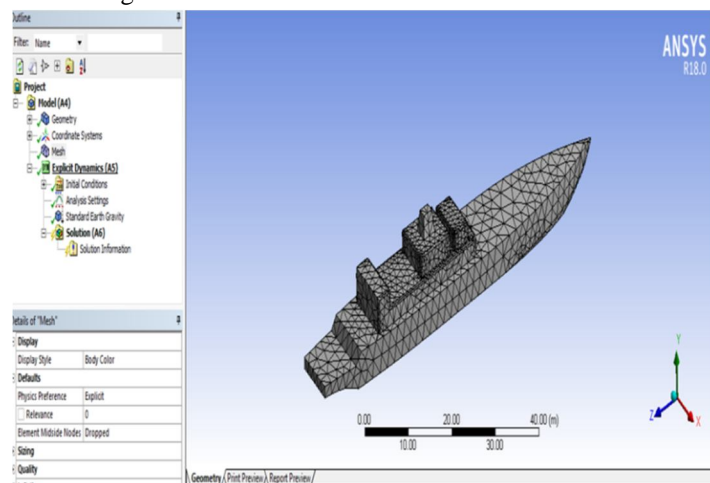 Outline
Filter: Name
Project
Model (A4)
Geometry
Coordinate Systems
Mesh
Explicit Dynamics (A5)
Initial Conditions
Analysis Settings
Standard Earth Gravity
Solution (A6)
Solution Information
Details of "Mesh"
Display
Display Style Body Color
Defaults
Physics Preference Explicit
Relevance 0
Element Midside Nodes Dropped
Sizing
Quality
ANSYS
R18.0
Y
Z X
0.00 20.00 40.00 (m)
10.00 30.00
Geometry Print Preview Report Preview